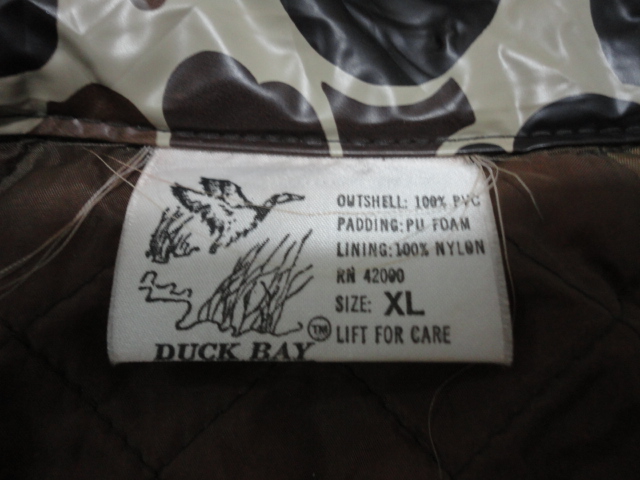 OUTSHELL: 100% PVC
PADDING: PU FOAM
LINING: 100% NYLON
RN 42000
SIZE: XL
LIFT FOR CARE
DUCK BAY TM